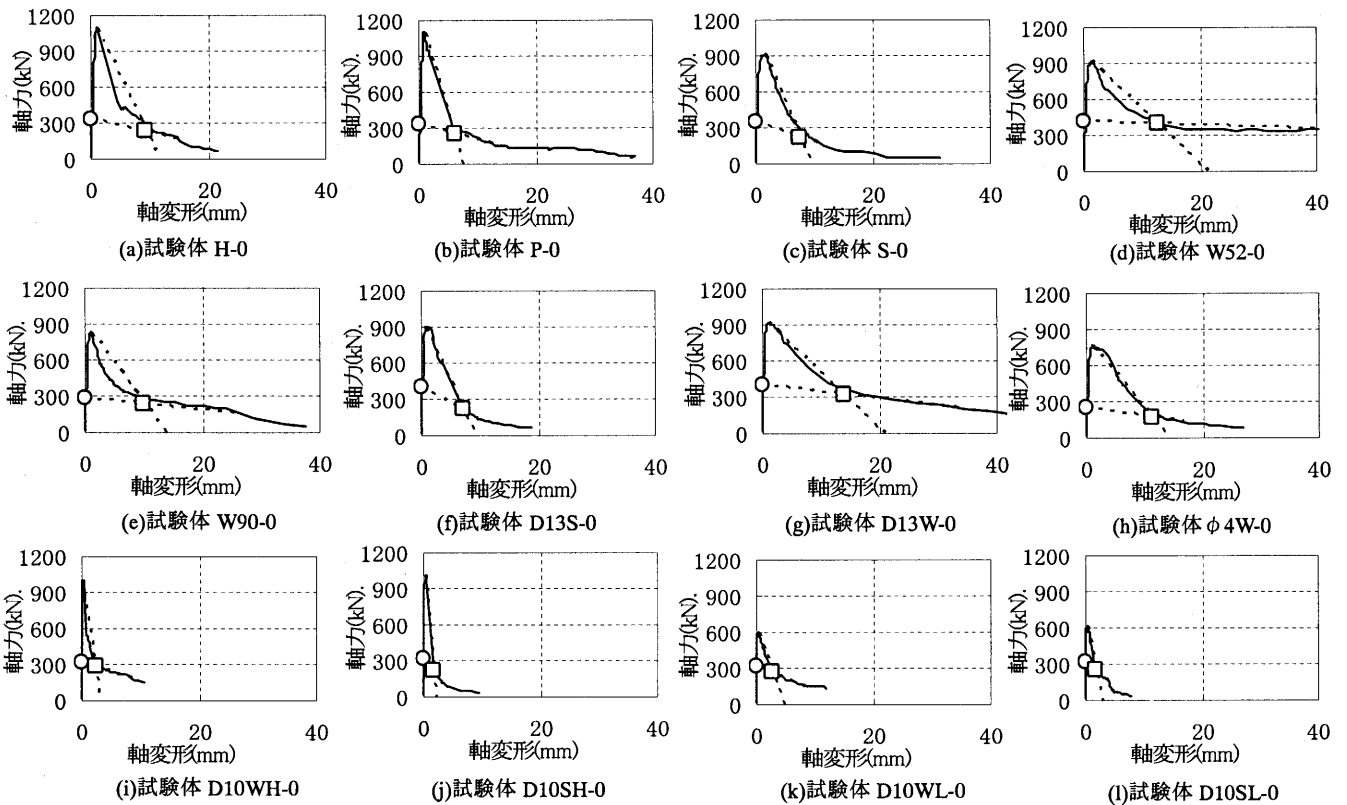 1200
900
600
300
0
軸力(kN)
0 20 40
軸変形(mm)
(a)試験体 H-0
1200
900
600
300
0
軸力(kN)
0 20 40
軸変形(mm)
(b)試験体 P-0
1200
900
600
300
0
軸力(kN)
0 20 40
軸変形(mm)
(c)試験体 S-0
1200
900
600
300
0
軸力(kN)
0 20 40
軸変形(mm)
(d)試験体 W52-0
1200
900
600
300
0
軸力(kN).
0 20 40
軸変形(mm)
(e)試験体 W90-0
1200
900
600
300
0
軸力(kN).
0 20 40
軸変形(mm)
(f)試験体 D13S-0
1200
900
600
300
0
軸力(kN).
0 20 40
軸変形(mm)
(g)試験体 D13W-0
1200
900
600
300
0
軸力(kN).
0 20 40
軸変形(mm)
(h)試験体 φ4W-0
1200
900
600
300
0
軸力(kN).
0 20 40
軸変形(mm)
(i)試験体 D10WH-0
1200
900
600
300
0
軸力(kN).
0 20 40
軸変形(mm)
(j)試験体 D10SH-0
1200
900
600
300
0
軸力(kN).
0 20 40
軸変形(mm)
(k)試験体 D10WL-0
1200
900
600
300
0
軸力(kN).
0 20 40
軸変形(mm)
(l)試験体 D10SL-0